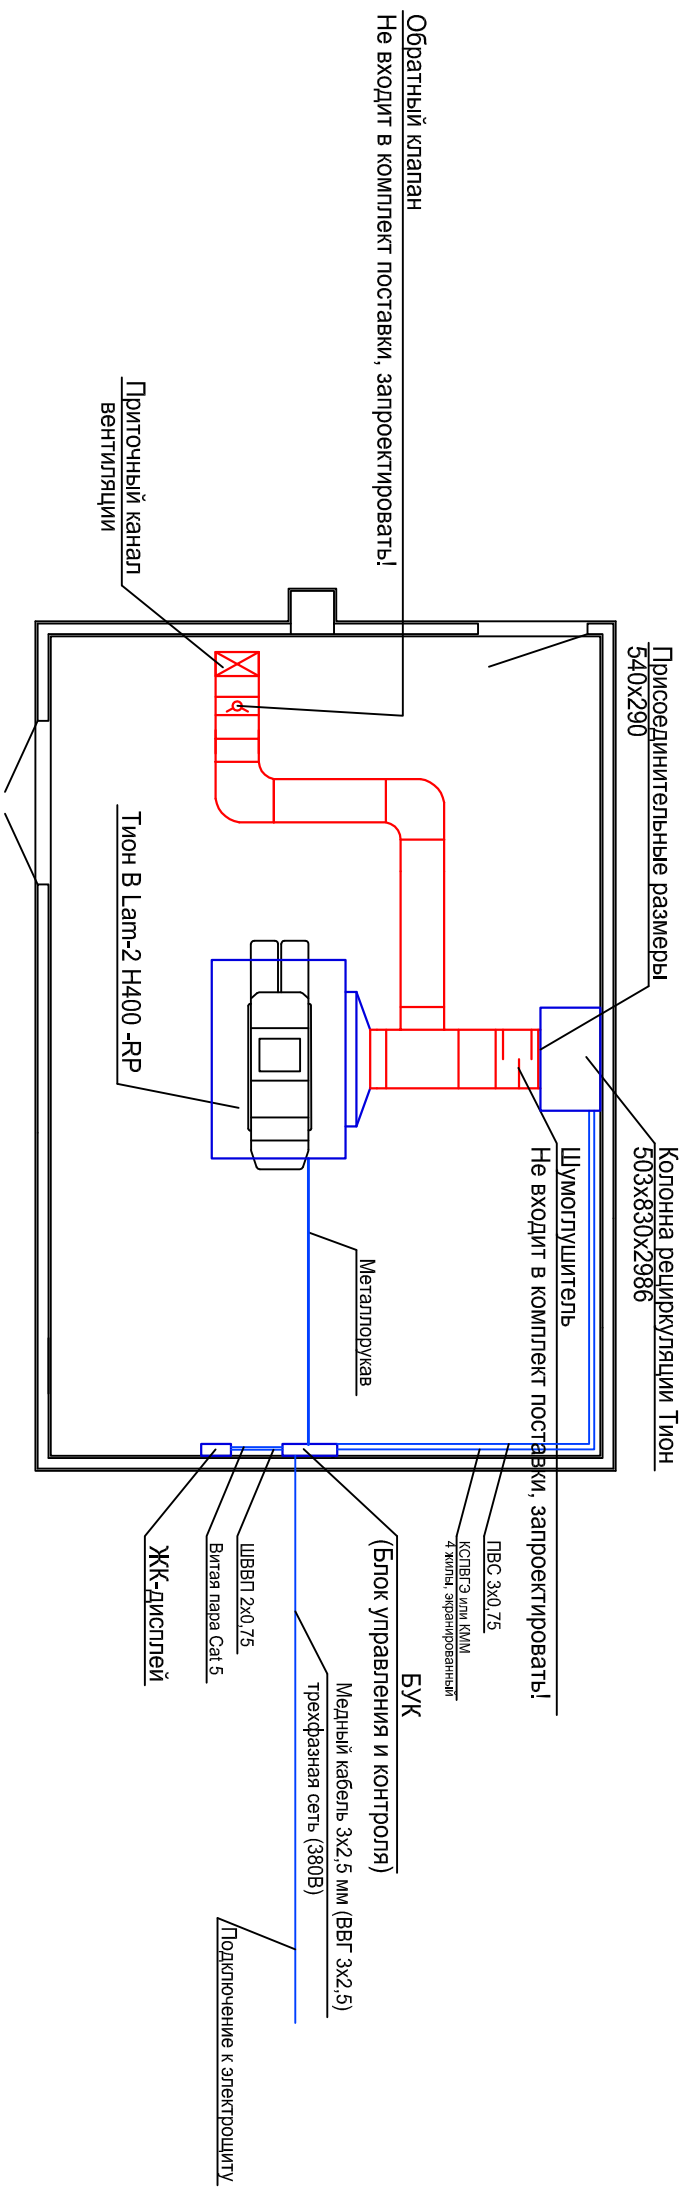 Обратный клапан
Не входит в комплект поставки, запроектировать!
Приточный канал
вентиляции
Присоединительные размеры
540х290
Тион В Lam-2 Н400 -RP
Колонна рециркуляции Тион
503х830х2986
Шумоглушитель
Не входит в комплект поставки, запроектировать!
Металлорукав
ПВС 3х0,75
КСПВГЭ или КММ
4 жилы, экранированный
БУК
(Блок управления и контроля)
Медный кабель 3х2,5 мм (ВВГ 3х2,5)
трехфазная сеть (380В)
ШВВП 2х0,75
Витая пара Cat 5
ЖК-дисплей
Подключение к электрощиту